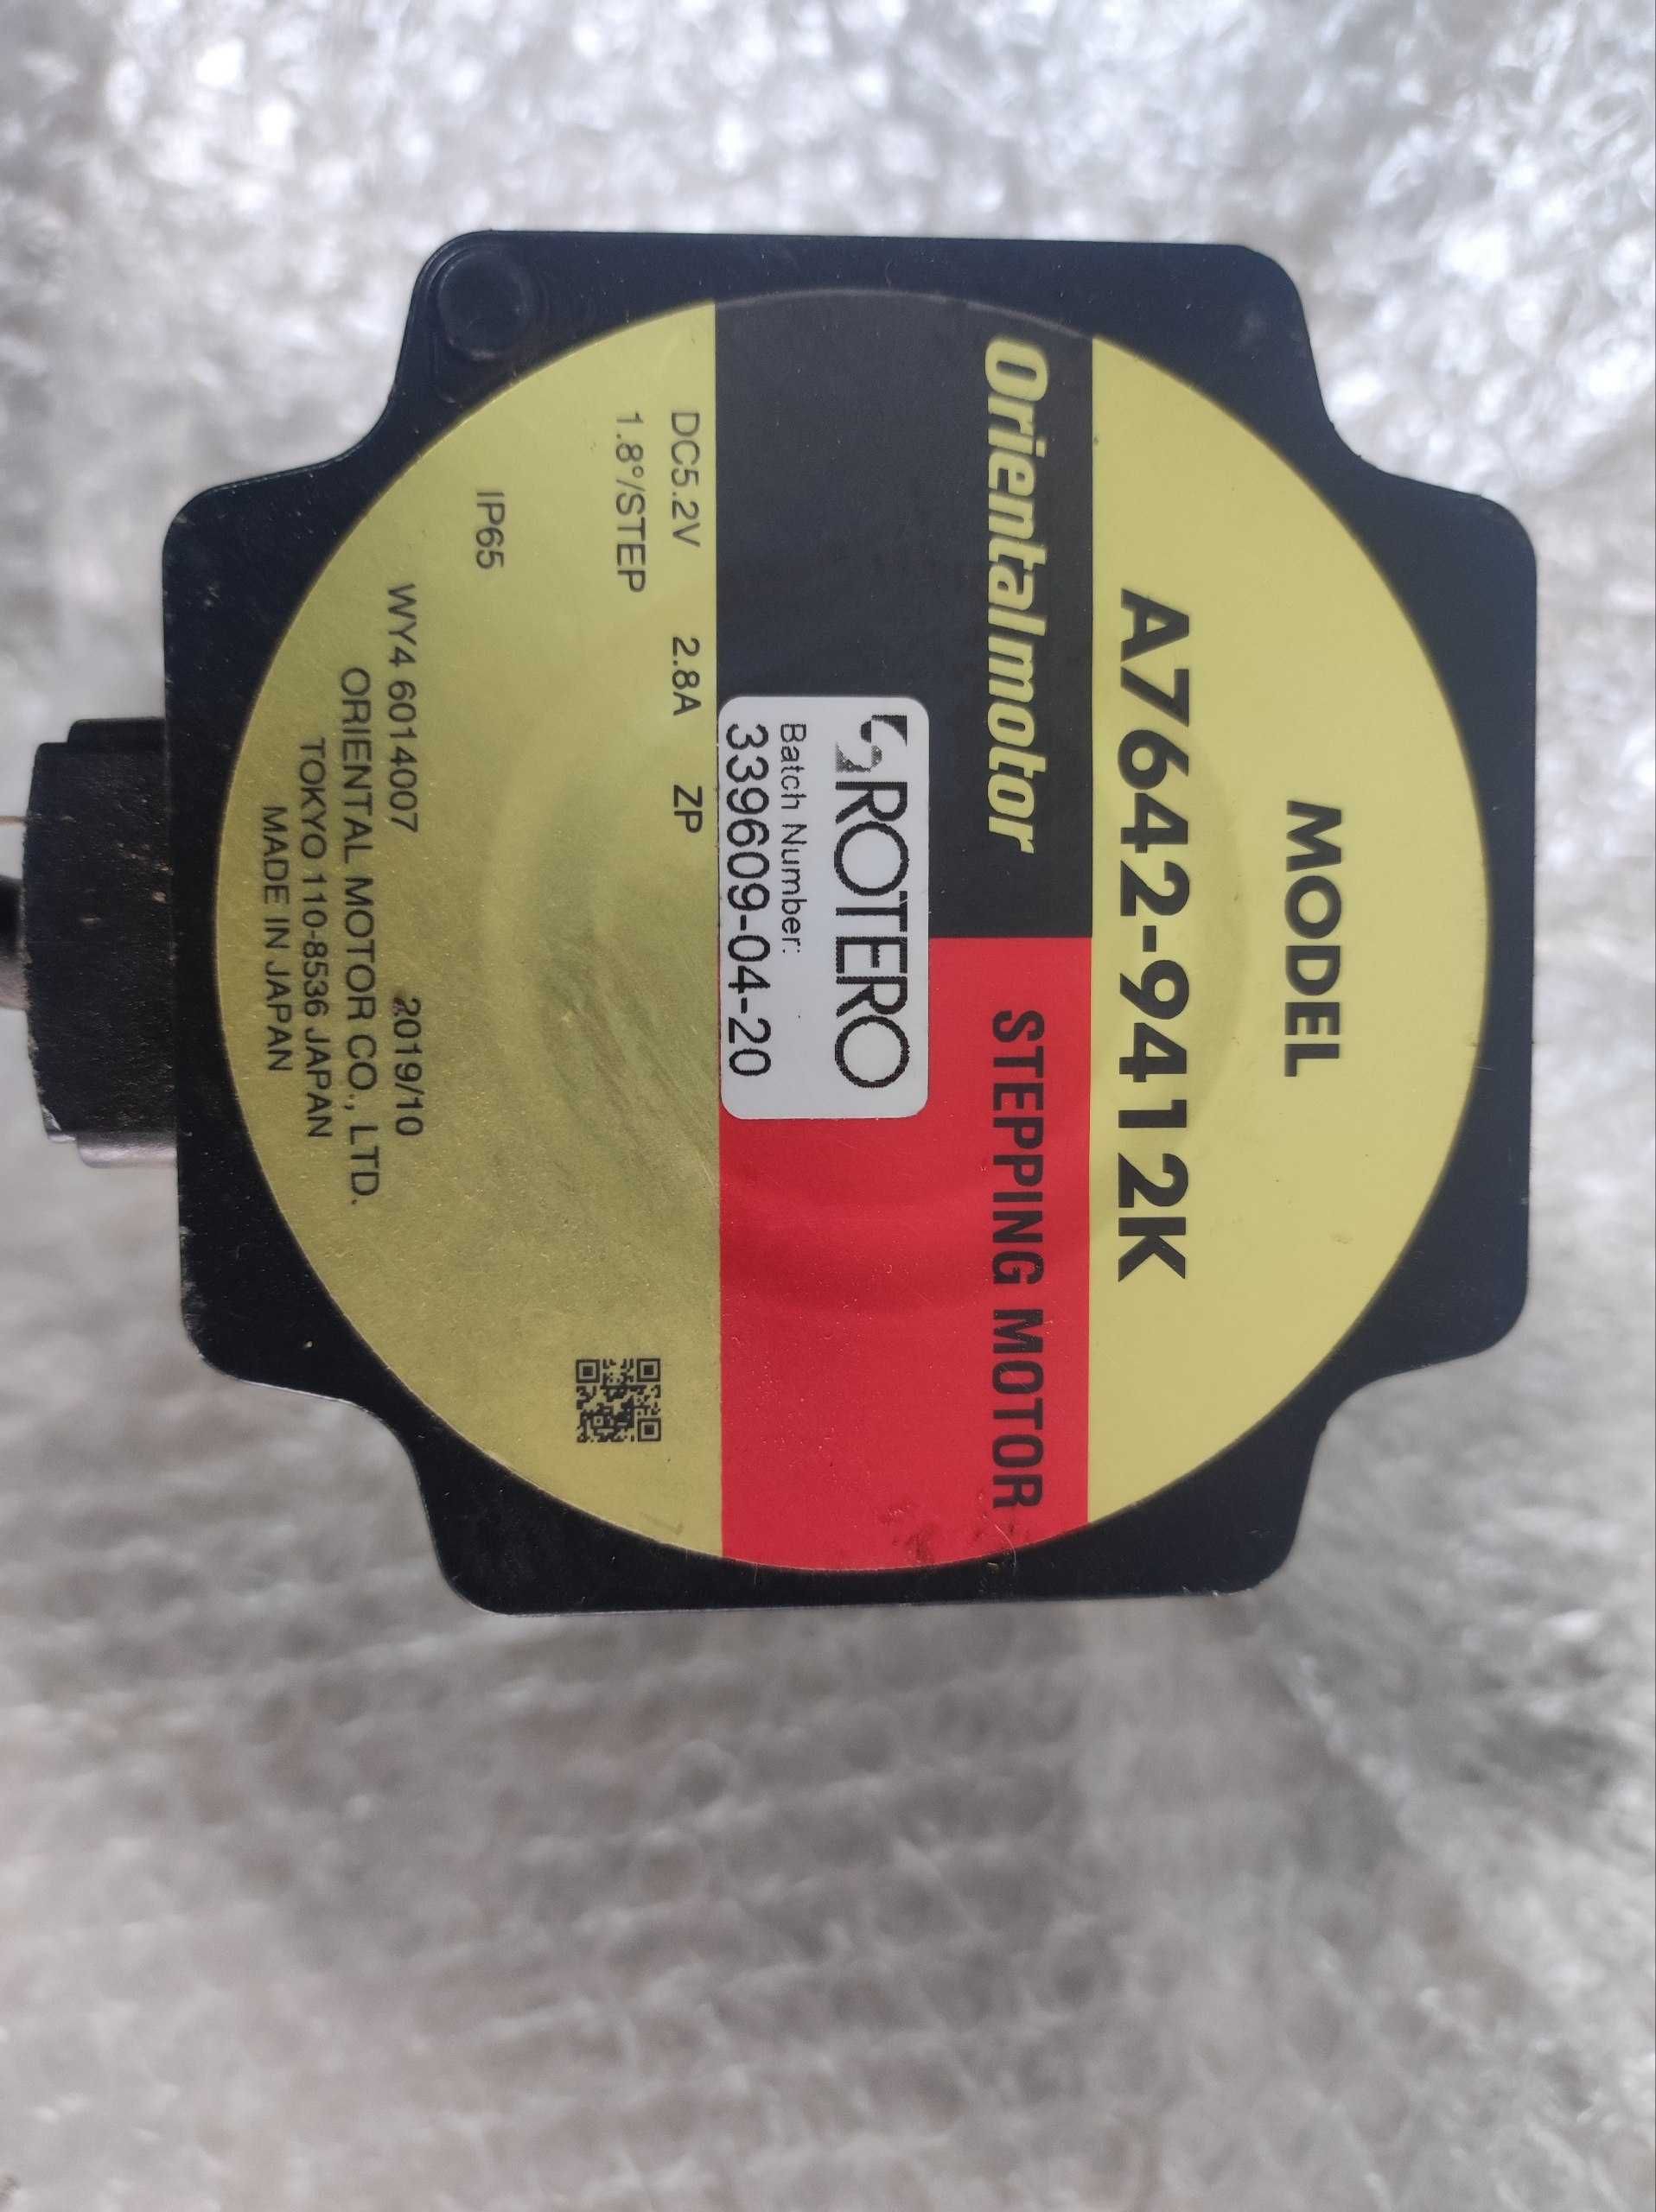 MODEL
A7642-9412K
Orientalmotor
STEPPING MOTOR
ROTERO
Batch Number:
339609-04-20
DC5.2V 2.8A ZP
1.8°/STEP
IP65
WY4 6014007 2019/10
ORIENTAL MOTOR CO., LTD.
TOKYO 110-8536 JAPAN
MADE IN JAPAN